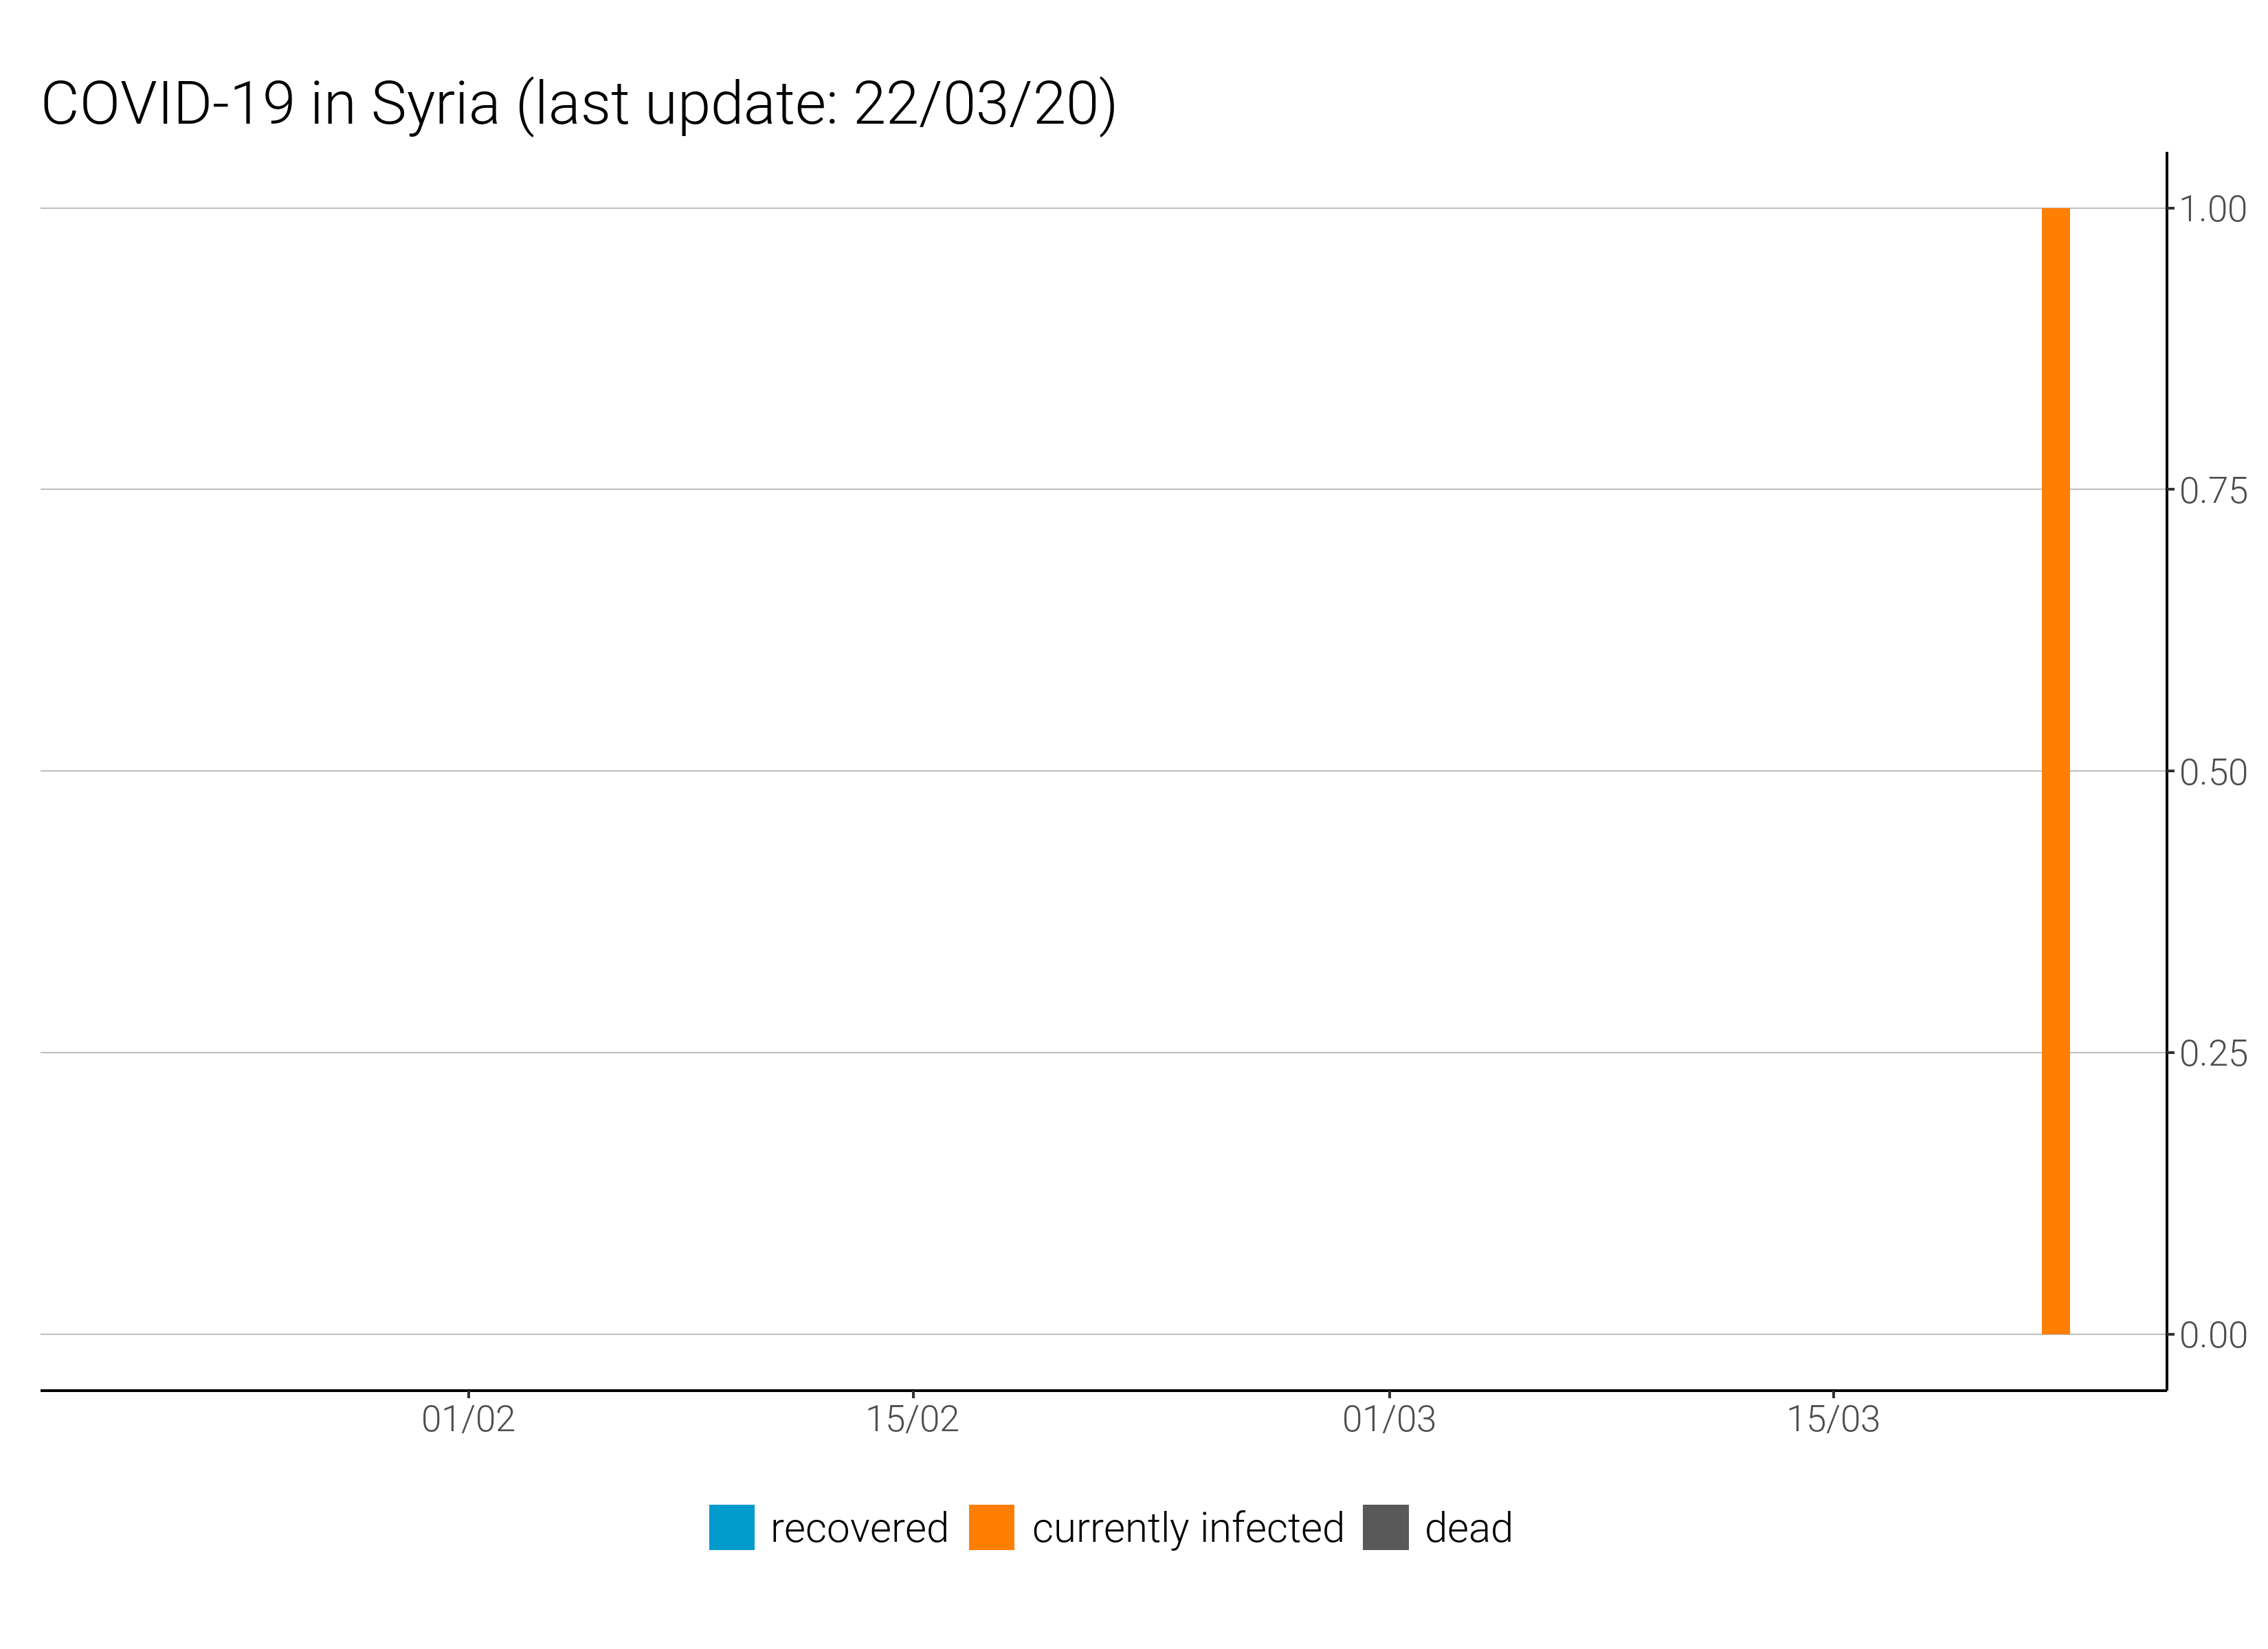 COVID-19 in Syria (last update: 22/03/20)
1.00
0.75
0.50
0.25
0.00
01/02 15/02 01/03 15/03
recovered currently infected dead